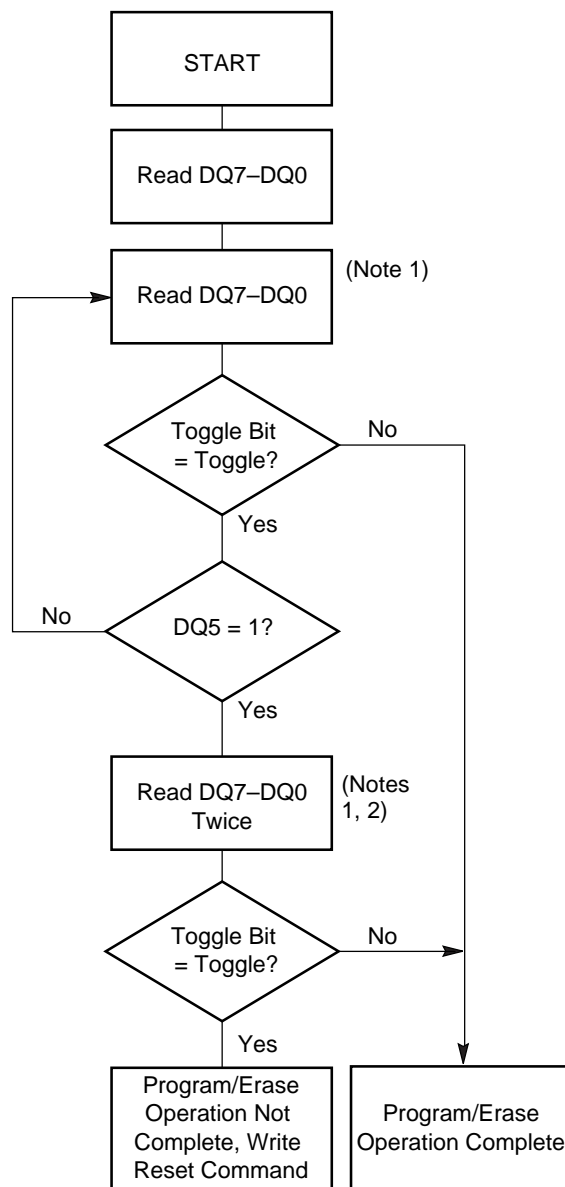 START
Read DQ7–DQ0
Read DQ7–DQ0
(Note 1)
Toggle Bit
= Toggle?
No
Yes
DQ5 = 1?
No
Yes
Read DQ7–DQ0
Twice
(Notes
1, 2)
Toggle Bit
= Toggle?
No
Yes
Program/Erase
Operation Not
Complete, Write
Reset Command
Program/Erase
Operation Complete